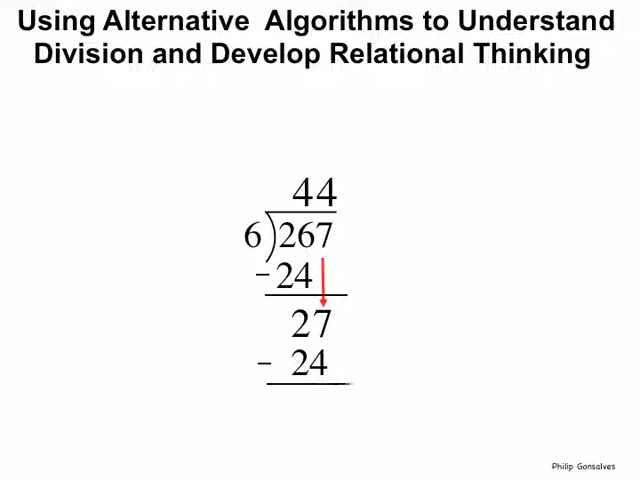 Using Alternative Algorithms to Understand
Division and Develop Relational Thinking
44
6)267
-24
27
- 24
Philip Gonsalves